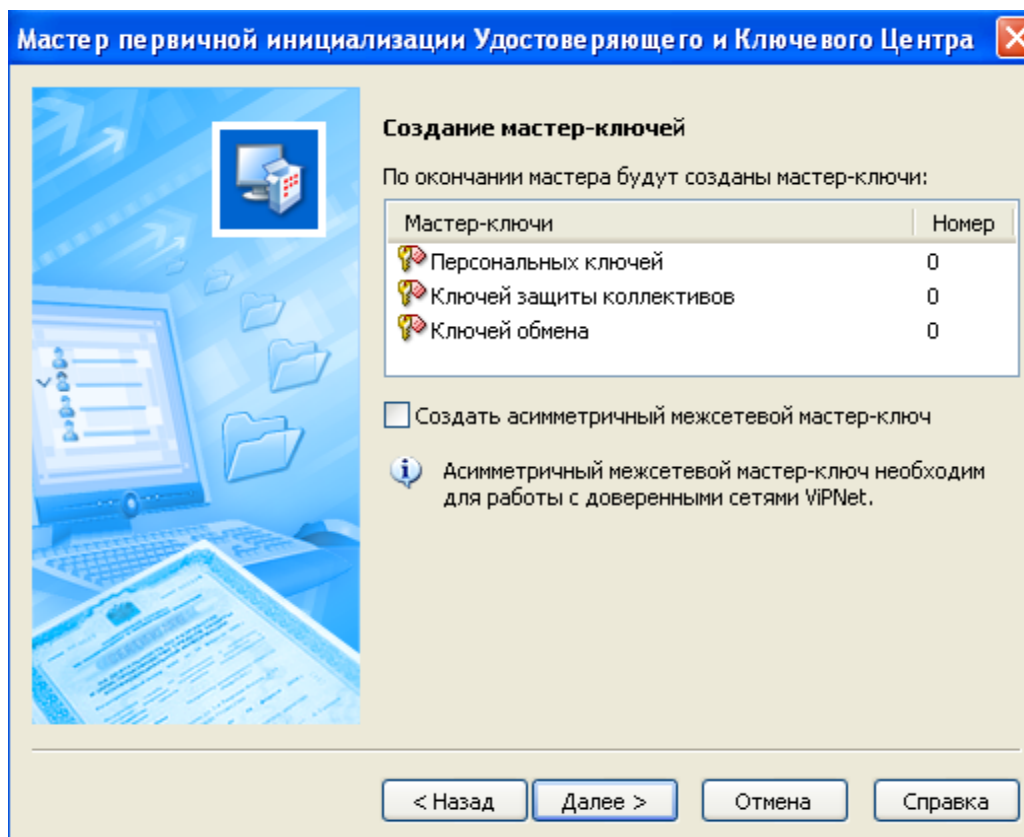 Мастер первичной инициализации Удостоверяющего и Ключевого Центра
Создание мастер-ключей
По окончании мастера будут созданы мастер-ключи:
Мастер-ключи Номер
Персональных ключей 0
Ключей защиты коллективов 0
Ключей обмена 0
Создать асимметричный межсетевой мастер-ключ
Асимметричный межсетевой мастер-ключ необходим
для работы с доверенными сетями ViPNet.
< Назад Далее > Отмена Справка